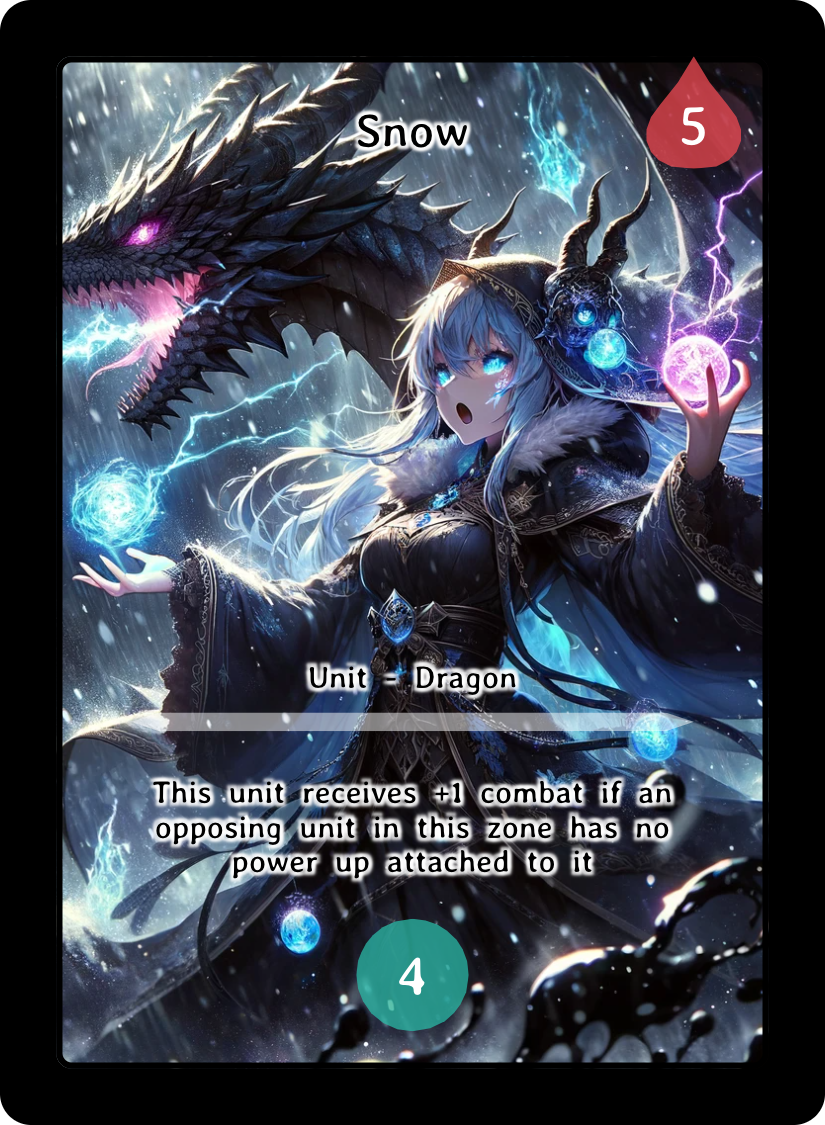 Snow
5
Unit - Dragon
This unit receives +1 combat if an
opposing unit in this zone has no
power up attached to it
4